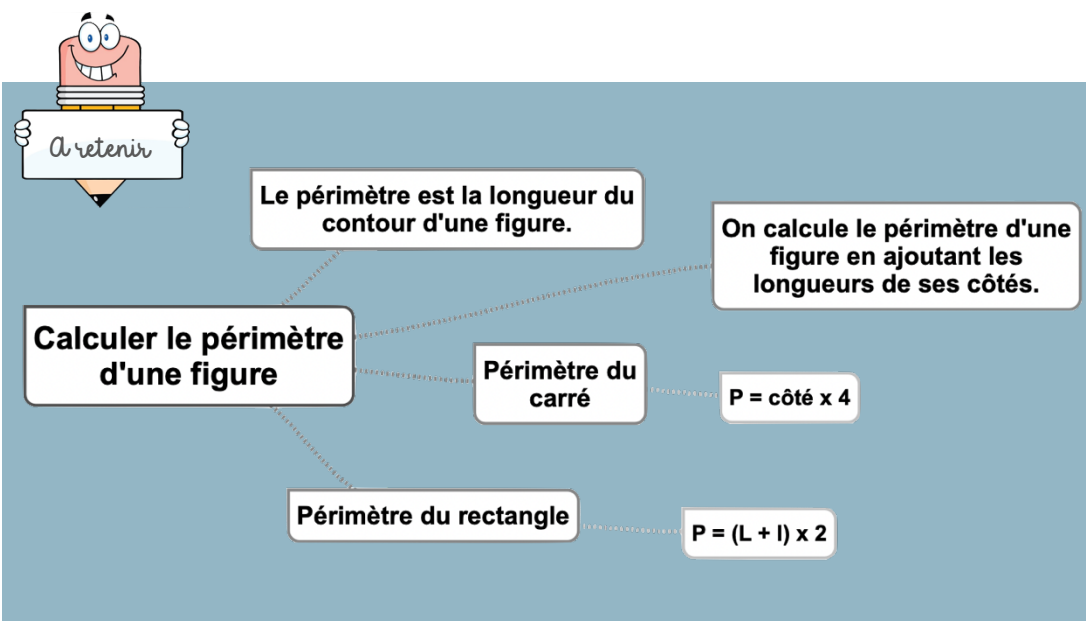 A retenir
Le périmètre est la longueur du
contour d'une figure.
On calcule le périmètre d'une
figure en ajoutant les
longueurs de ses côtés.
Calculer le périmètre
d'une figure
Périmètre du
carré
P = côté x 4
Périmètre du rectangle
P = (L + l) x 2